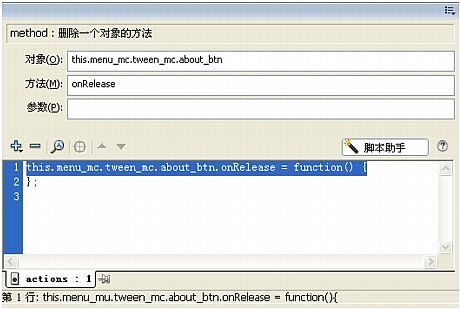 method：删除一个对象的方法
对象(O): this.menu_mc.tween_mc.about_btn
方法(M): onRelease
参数(P):
脚本助手
1 this.menu_mc.tween_mc.about_btn.onRelease = function() {
2 };
3
actions : 1
第 1 行: this.menu_mu.tween_mc.about_btn.onRelease = function(){